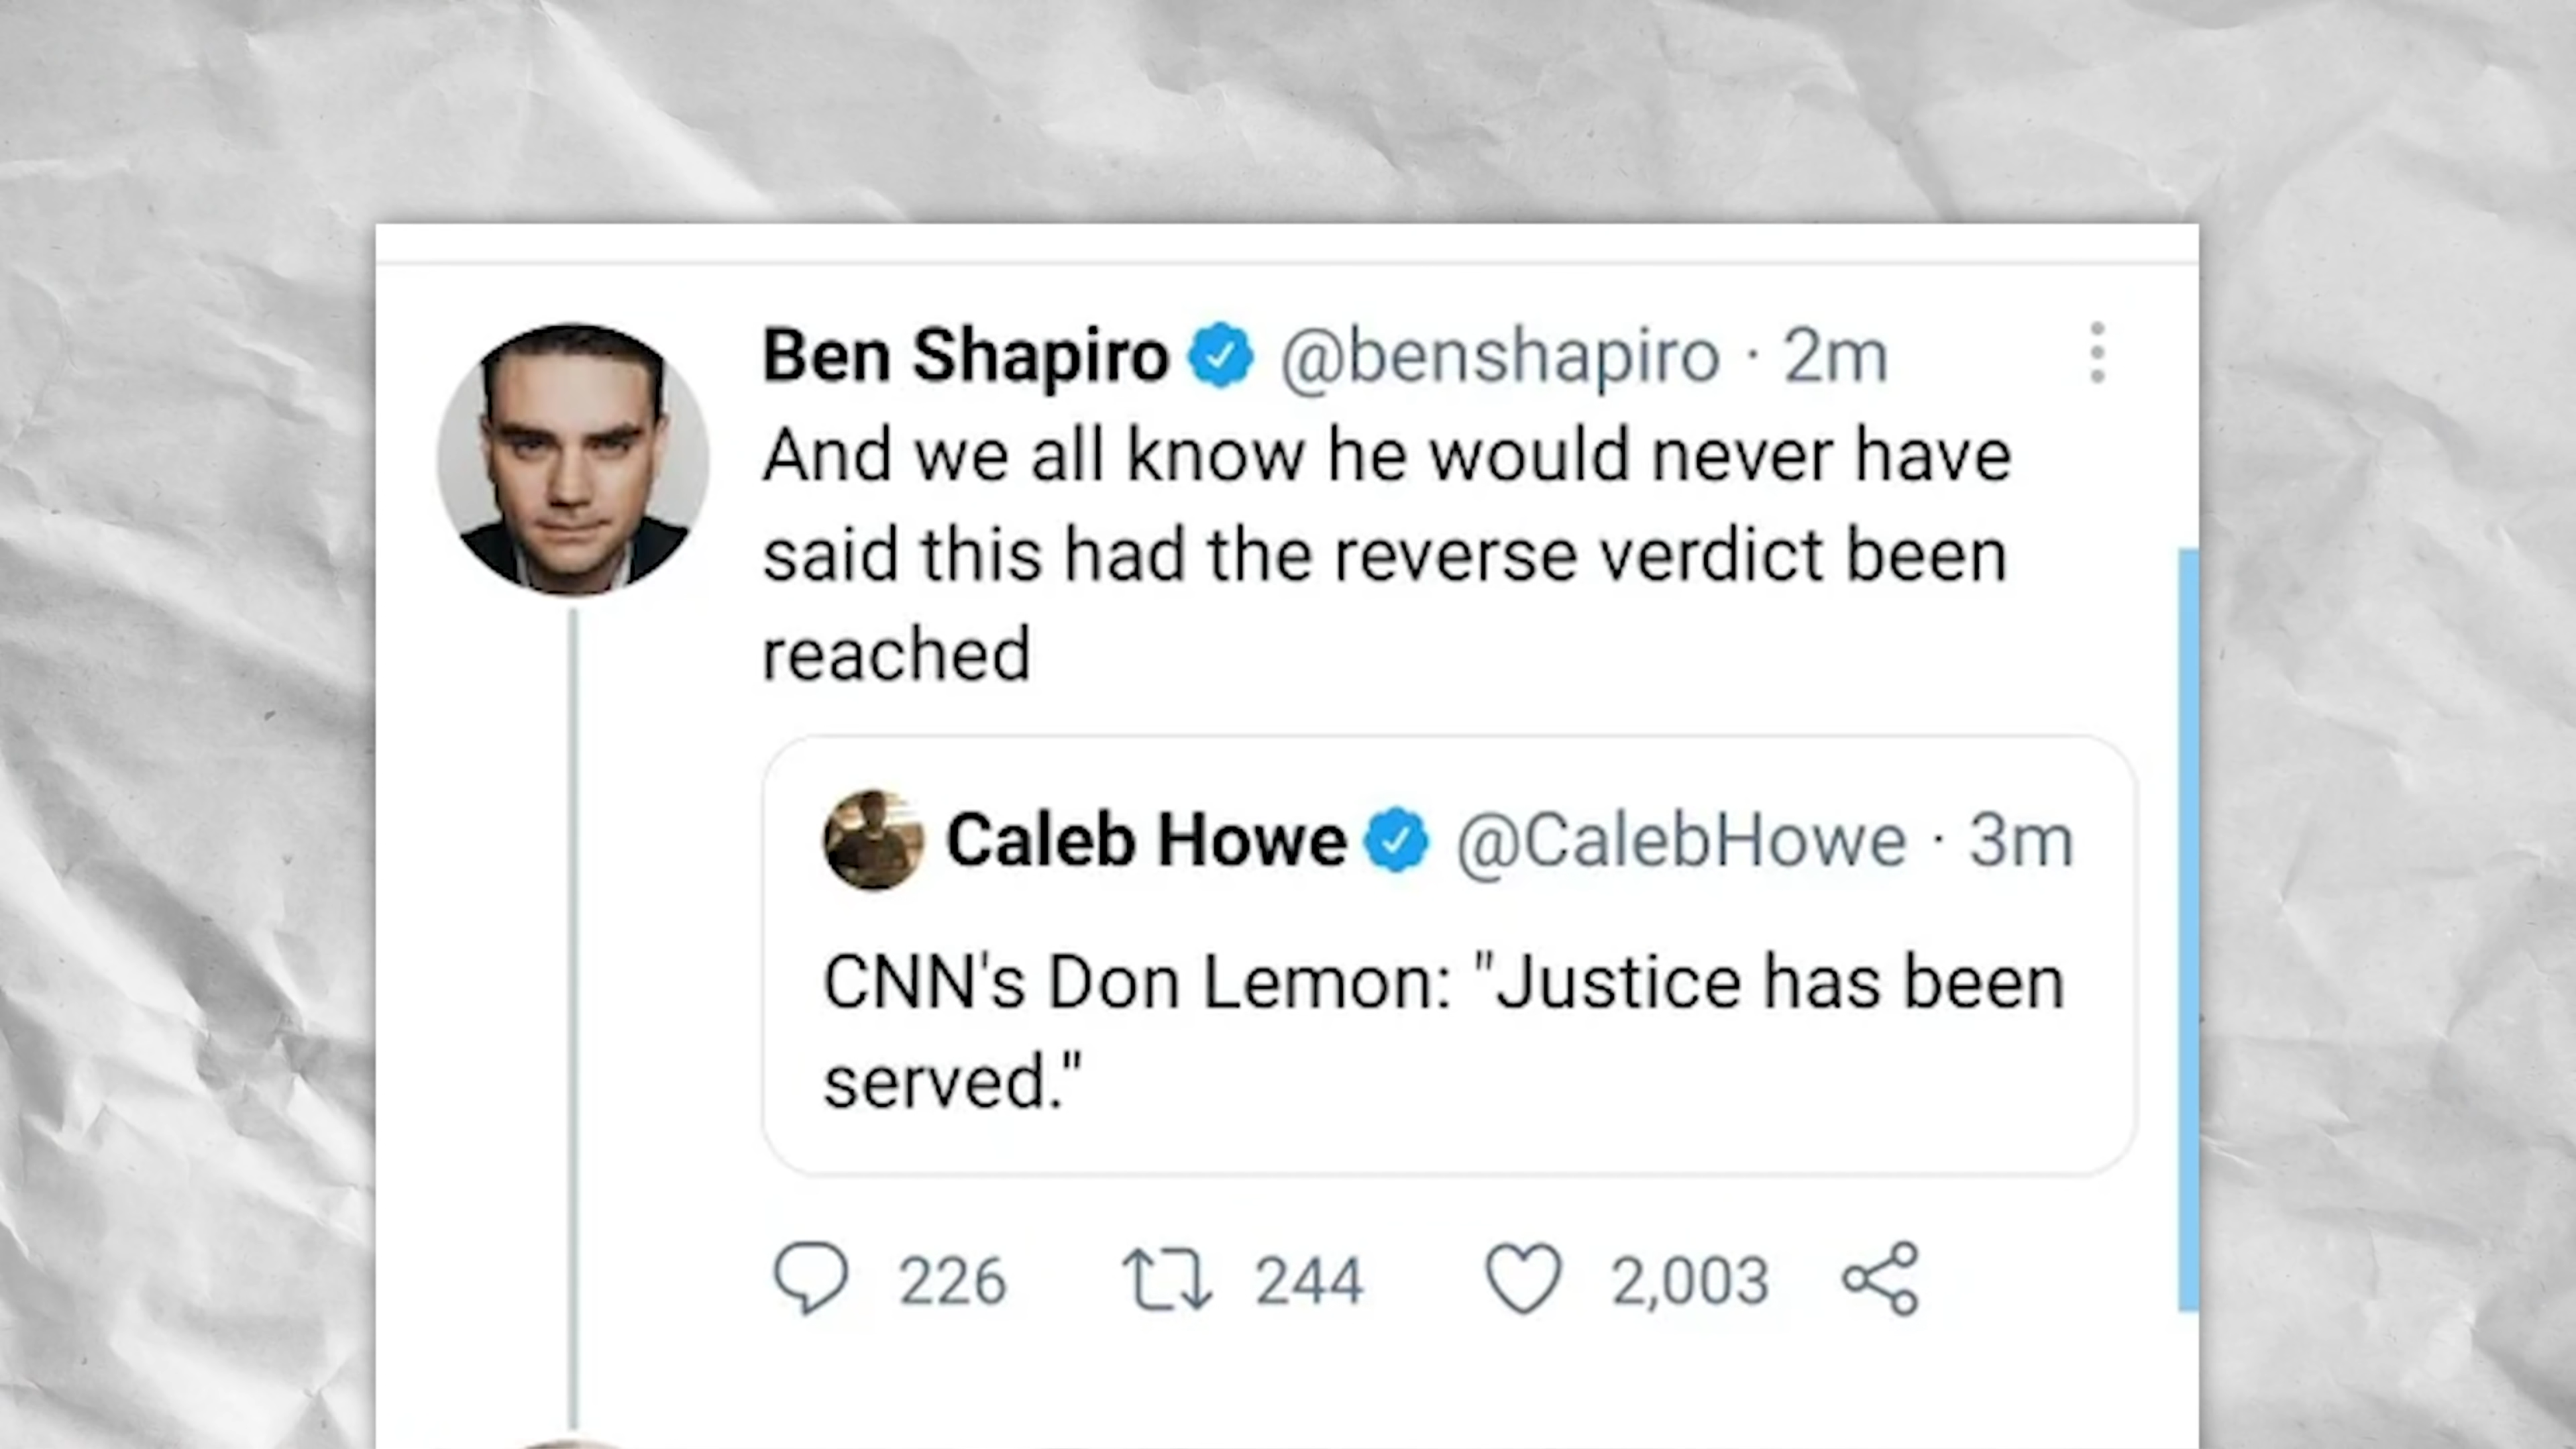 Ben Shapiro @benshapiro · 2m
And we all know he would never have
said this had the reverse verdict been
reached
Caleb Howe @CalebHowe · 3m
CNN's Don Lemon: "Justice has been
served."
226 244 2,003